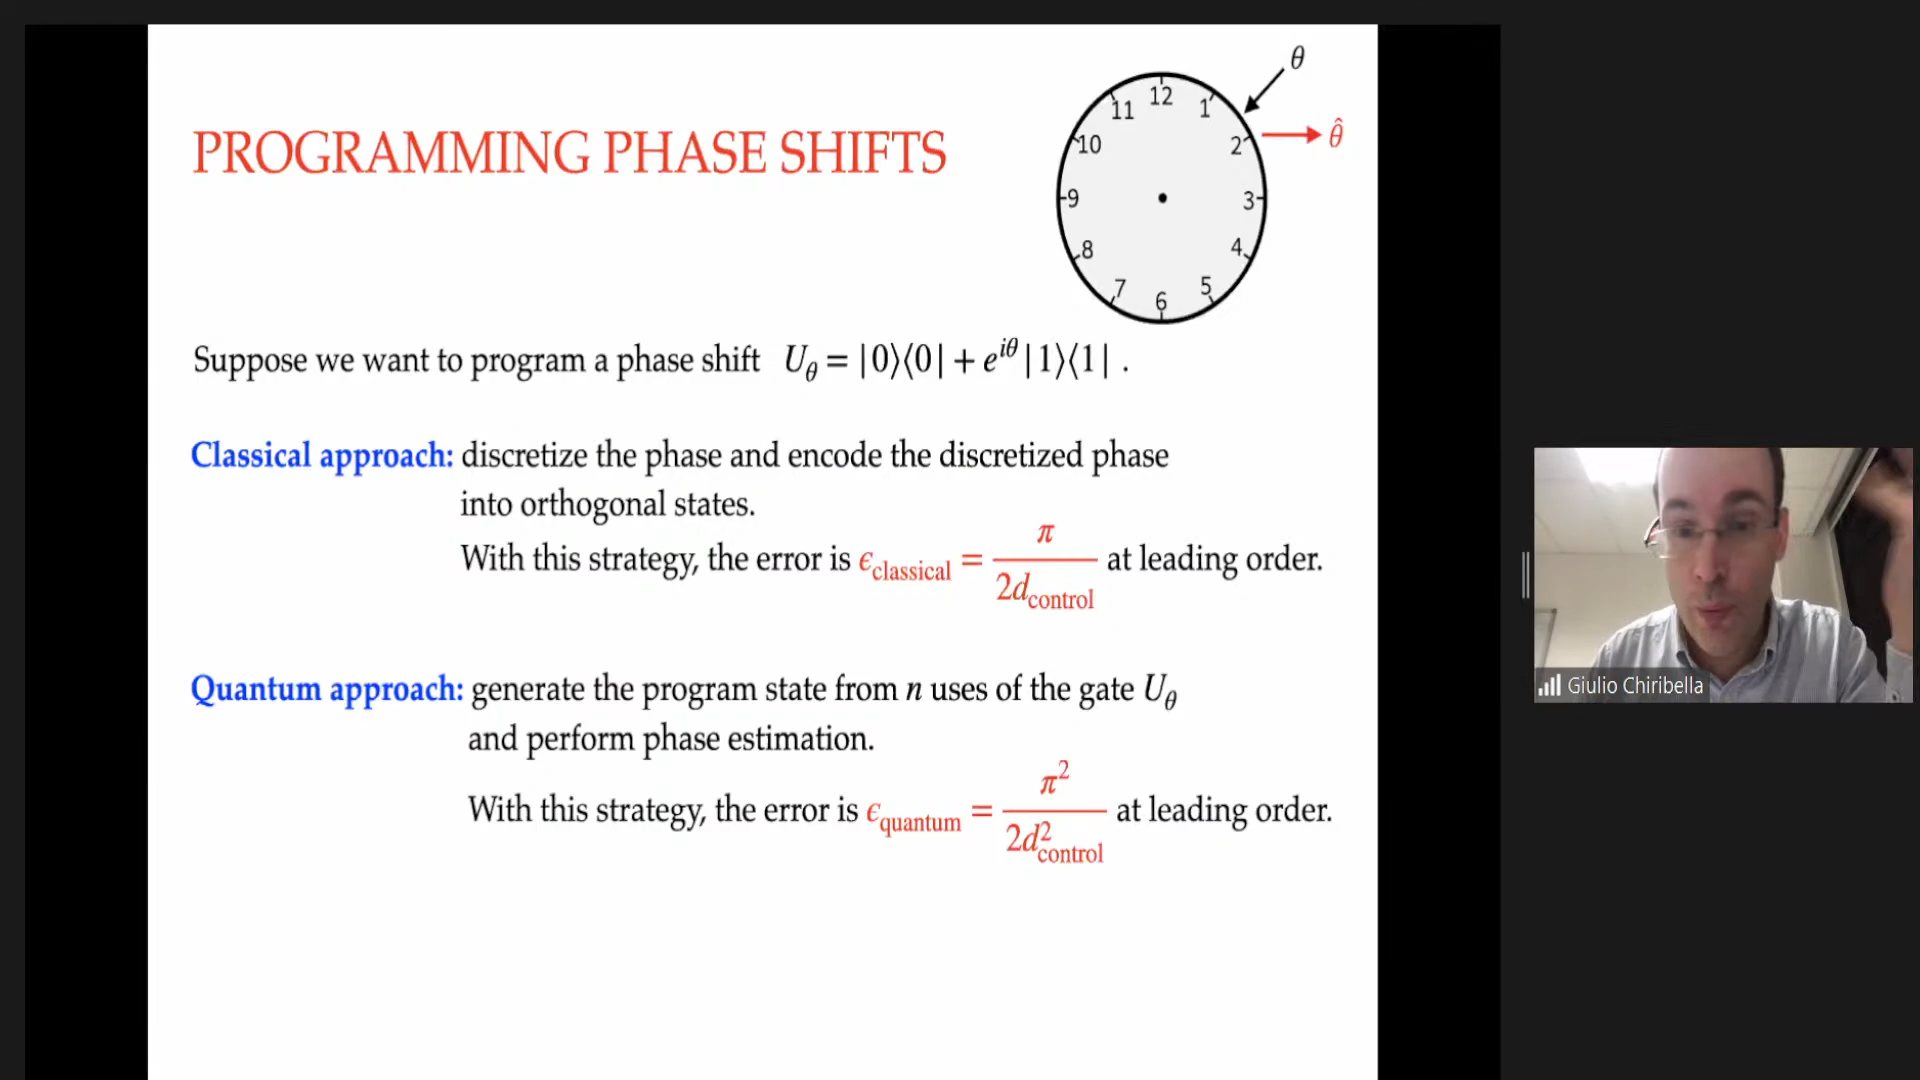 PROGRAMMING PHASE SHIFTS
12
1
2
3
4
5
6
7
8
9
10
11
θ
θ̂
Suppose we want to program a phase shift U_θ = |0⟩⟨0| + e^{iθ} |1⟩⟨1| .
Classical approach: discretize the phase and encode the discretized phase
into orthogonal states.
With this strategy, the error is ϵ_classical = π / 2d_control at leading order.
Quantum approach: generate the program state from n uses of the gate U_θ
and perform phase estimation.
With this strategy, the error is ϵ_quantum = π² / 2d²_control at leading order.
Giulio Chiribella